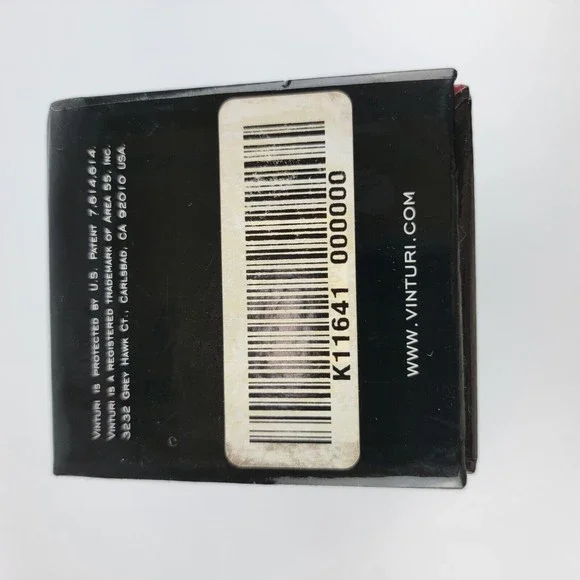 VINTURI IS PROTECTED BY U.S. PATENT 7,614,614.
VINTURI IS A REGISTERED TRADEMARK OF AREA 55, INC.
3232 GREY HAWK CT., CARLSBAD, CA 92010 USA.
K11641 000000
WWW.VINTURI.COM